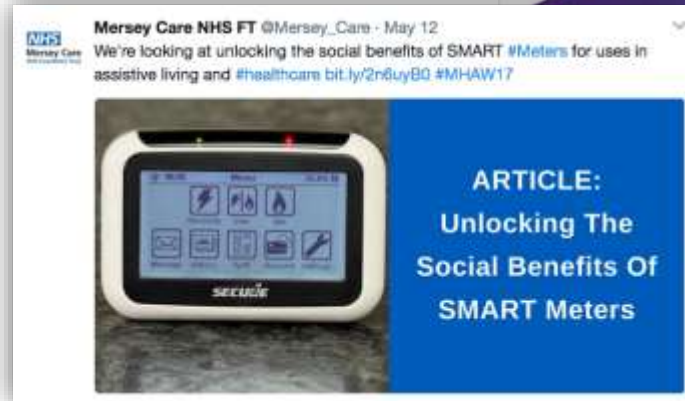 Mersey Care NHS FT @Mersey_Care · May 12
NHS
Mersey Care
We're looking at unlocking the social benefits of SMART #Meters for uses in
assistive living and #healthcare bit.ly/2n6uyB0 #MHAW17
ARTICLE:
Unlocking The
Social Benefits Of
SMART Meters
Menu
SECURE